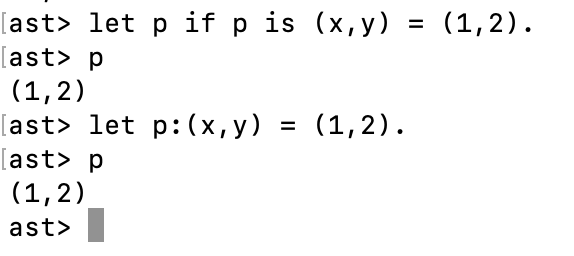 [ast> let p if p is (x,y) = (1,2).
[ast> p
(1,2)
[ast> let p:(x,y) = (1,2).
[ast> p
(1,2)
ast>